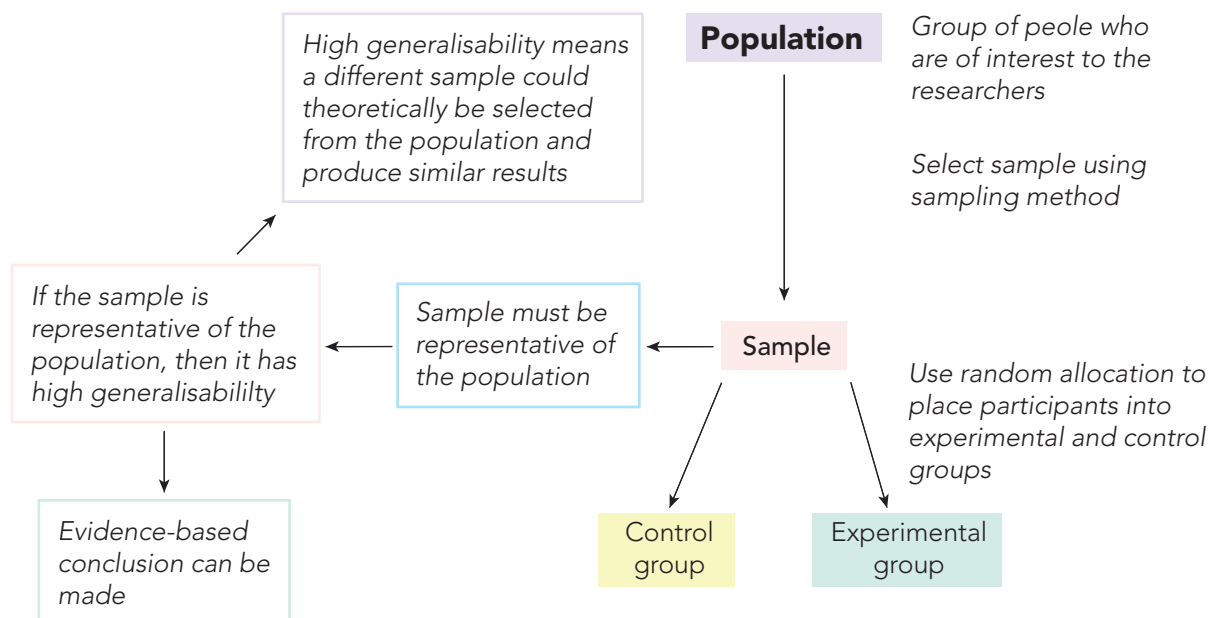 Population
Group of peole who
are of interest to the
researchers
Select sample using
sampling method
High generalisability means
a different sample could
theoretically be selected
from the population and
produce similar results
If the sample is
representative of the
population, then it has
high generalisabililty
Sample must be
representative of
the population
Sample
Use random allocation to
place participants into
experimental and control
groups
Evidence-based
conclusion can be
made
Control
group
Experimental
group